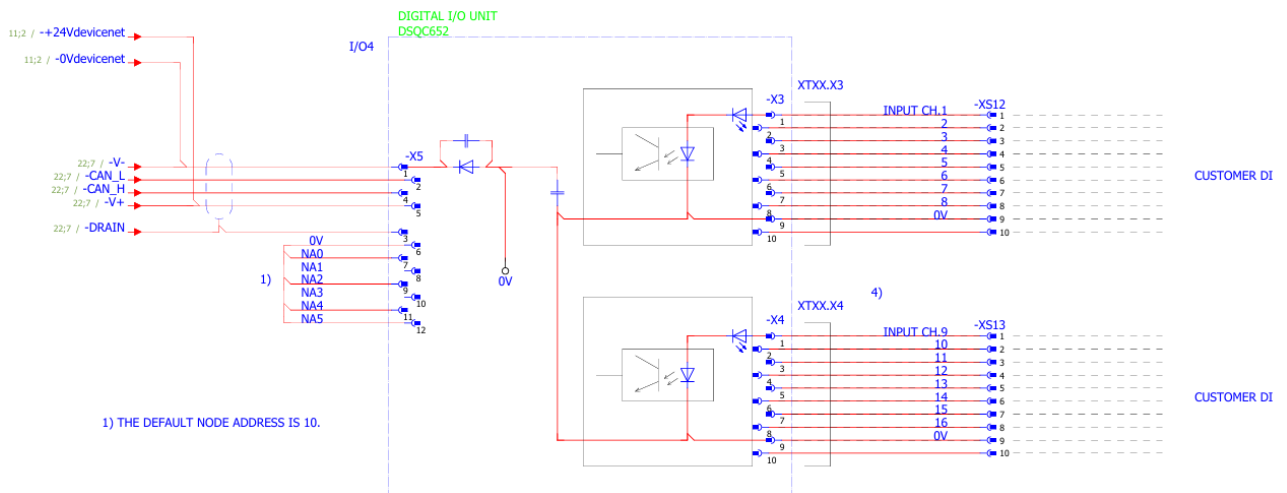 DIGITAL I/O UNIT
DSQC652
I/O4
11;2 / -+24Vdevicenet
11;2 / -0Vdevicenet
22;7 / -V-
22;7 / -CAN_L
22;7 / -CAN_H
22;7 / -V+
22;7 / -DRAIN
-X5
1
2
4
5
3
6
7
8
9
10
11
12
0V
NA0
NA1
NA2
NA3
NA4
NA5
1)
0V
XTXX.X3
-X3
1
2
3
4
5
6
7
8
9
10
INPUT CH.1
2
3
4
5
6
7
8
0V
-XS12
1
2
3
4
5
6
7
8
9
10
CUSTOMER DI
4)
XTXX.X4
-X4
1
2
3
4
5
6
7
8
9
10
INPUT CH.9
10
11
12
13
14
15
16
0V
-XS13
1
2
3
4
5
6
7
8
9
10
CUSTOMER DI
1) THE DEFAULT NODE ADDRESS IS 10.